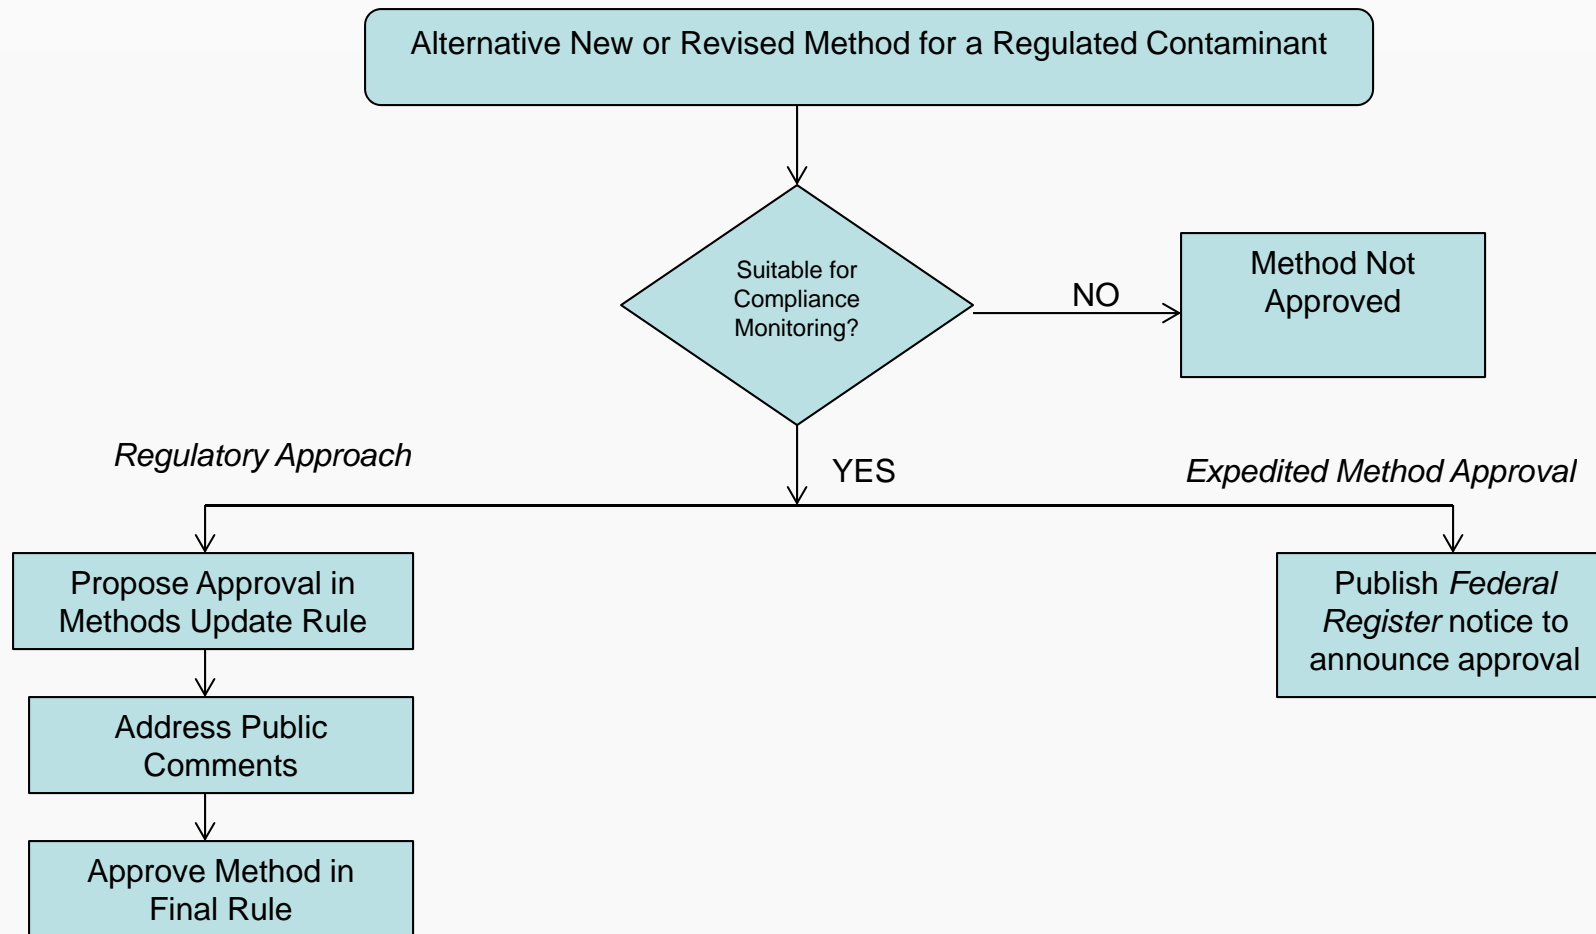 Alternative New or Revised Method for a Regulated Contaminant
Suitable for
Compliance
Monitoring?
NO
Method Not
Approved
Regulatory Approach
YES
Expedited Method Approval
Propose Approval in
Methods Update Rule
Publish Federal
Register notice to
announce approval
Address Public
Comments
Approve Method in
Final Rule